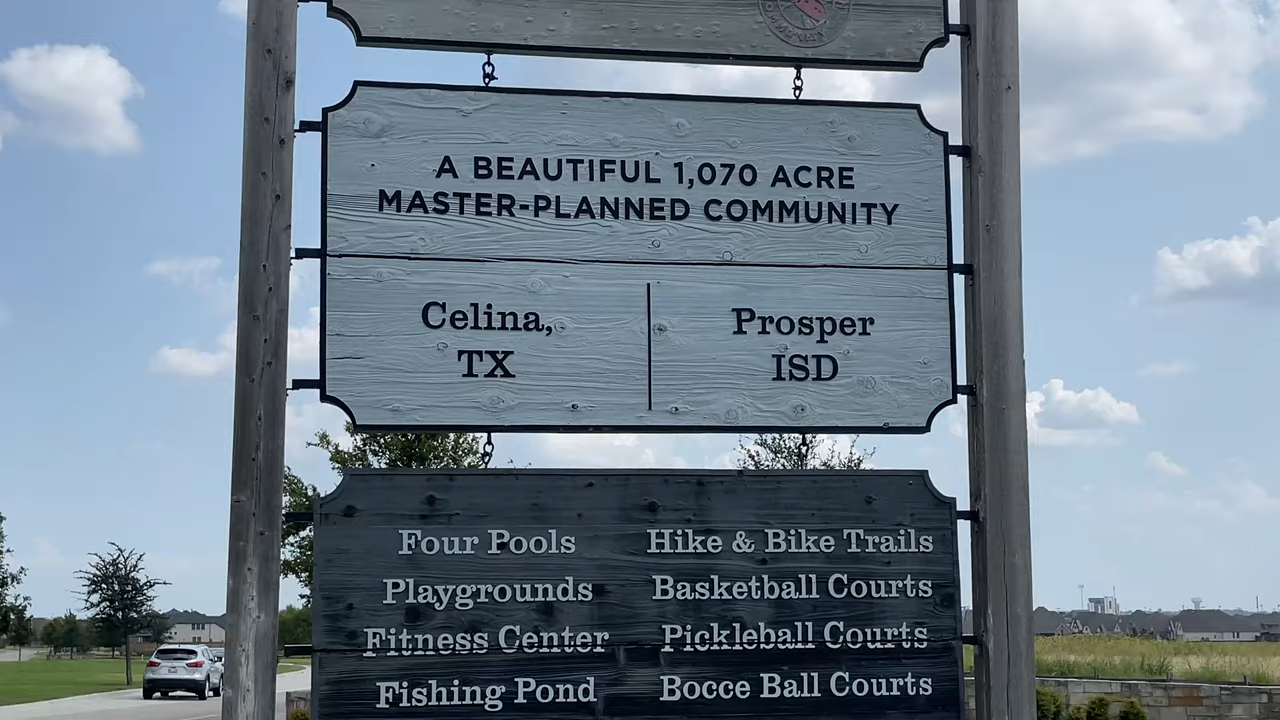 A BEAUTIFUL 1,070 ACRE
MASTER-PLANNED COMMUNITY
Celina,
TX
Prosper
ISD
Four Pools
Hike & Bike Trails
Playgrounds
Basketball Courts
Fitness Center
Pickleball Courts
Fishing Pond
Bocce Ball Courts